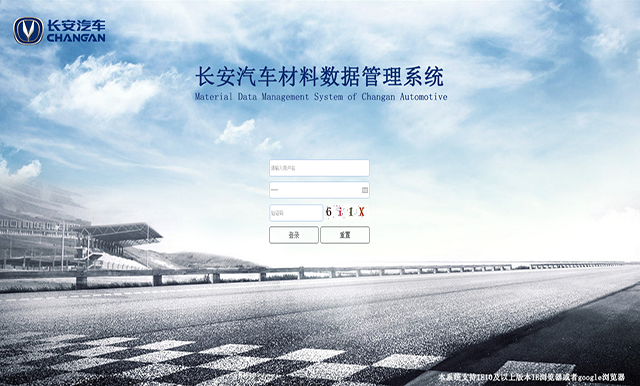 长安汽车
CHANGAN
长安汽车材料数据管理系统
Material Data Management System of Changan Automotive
请输入用户名
验证码
6 i 1 X
登录 重置
本系统支持IE10及以上版本IE浏览器或者google浏览器